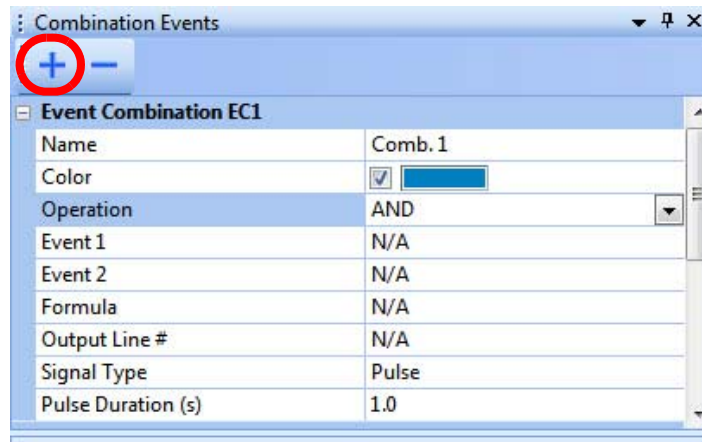 Combination Events
Event Combination EC1
Name Comb. 1
Color
Operation AND
Event 1 N/A
Event 2 N/A
Formula N/A
Output Line # N/A
Signal Type Pulse
Pulse Duration (s) 1.0